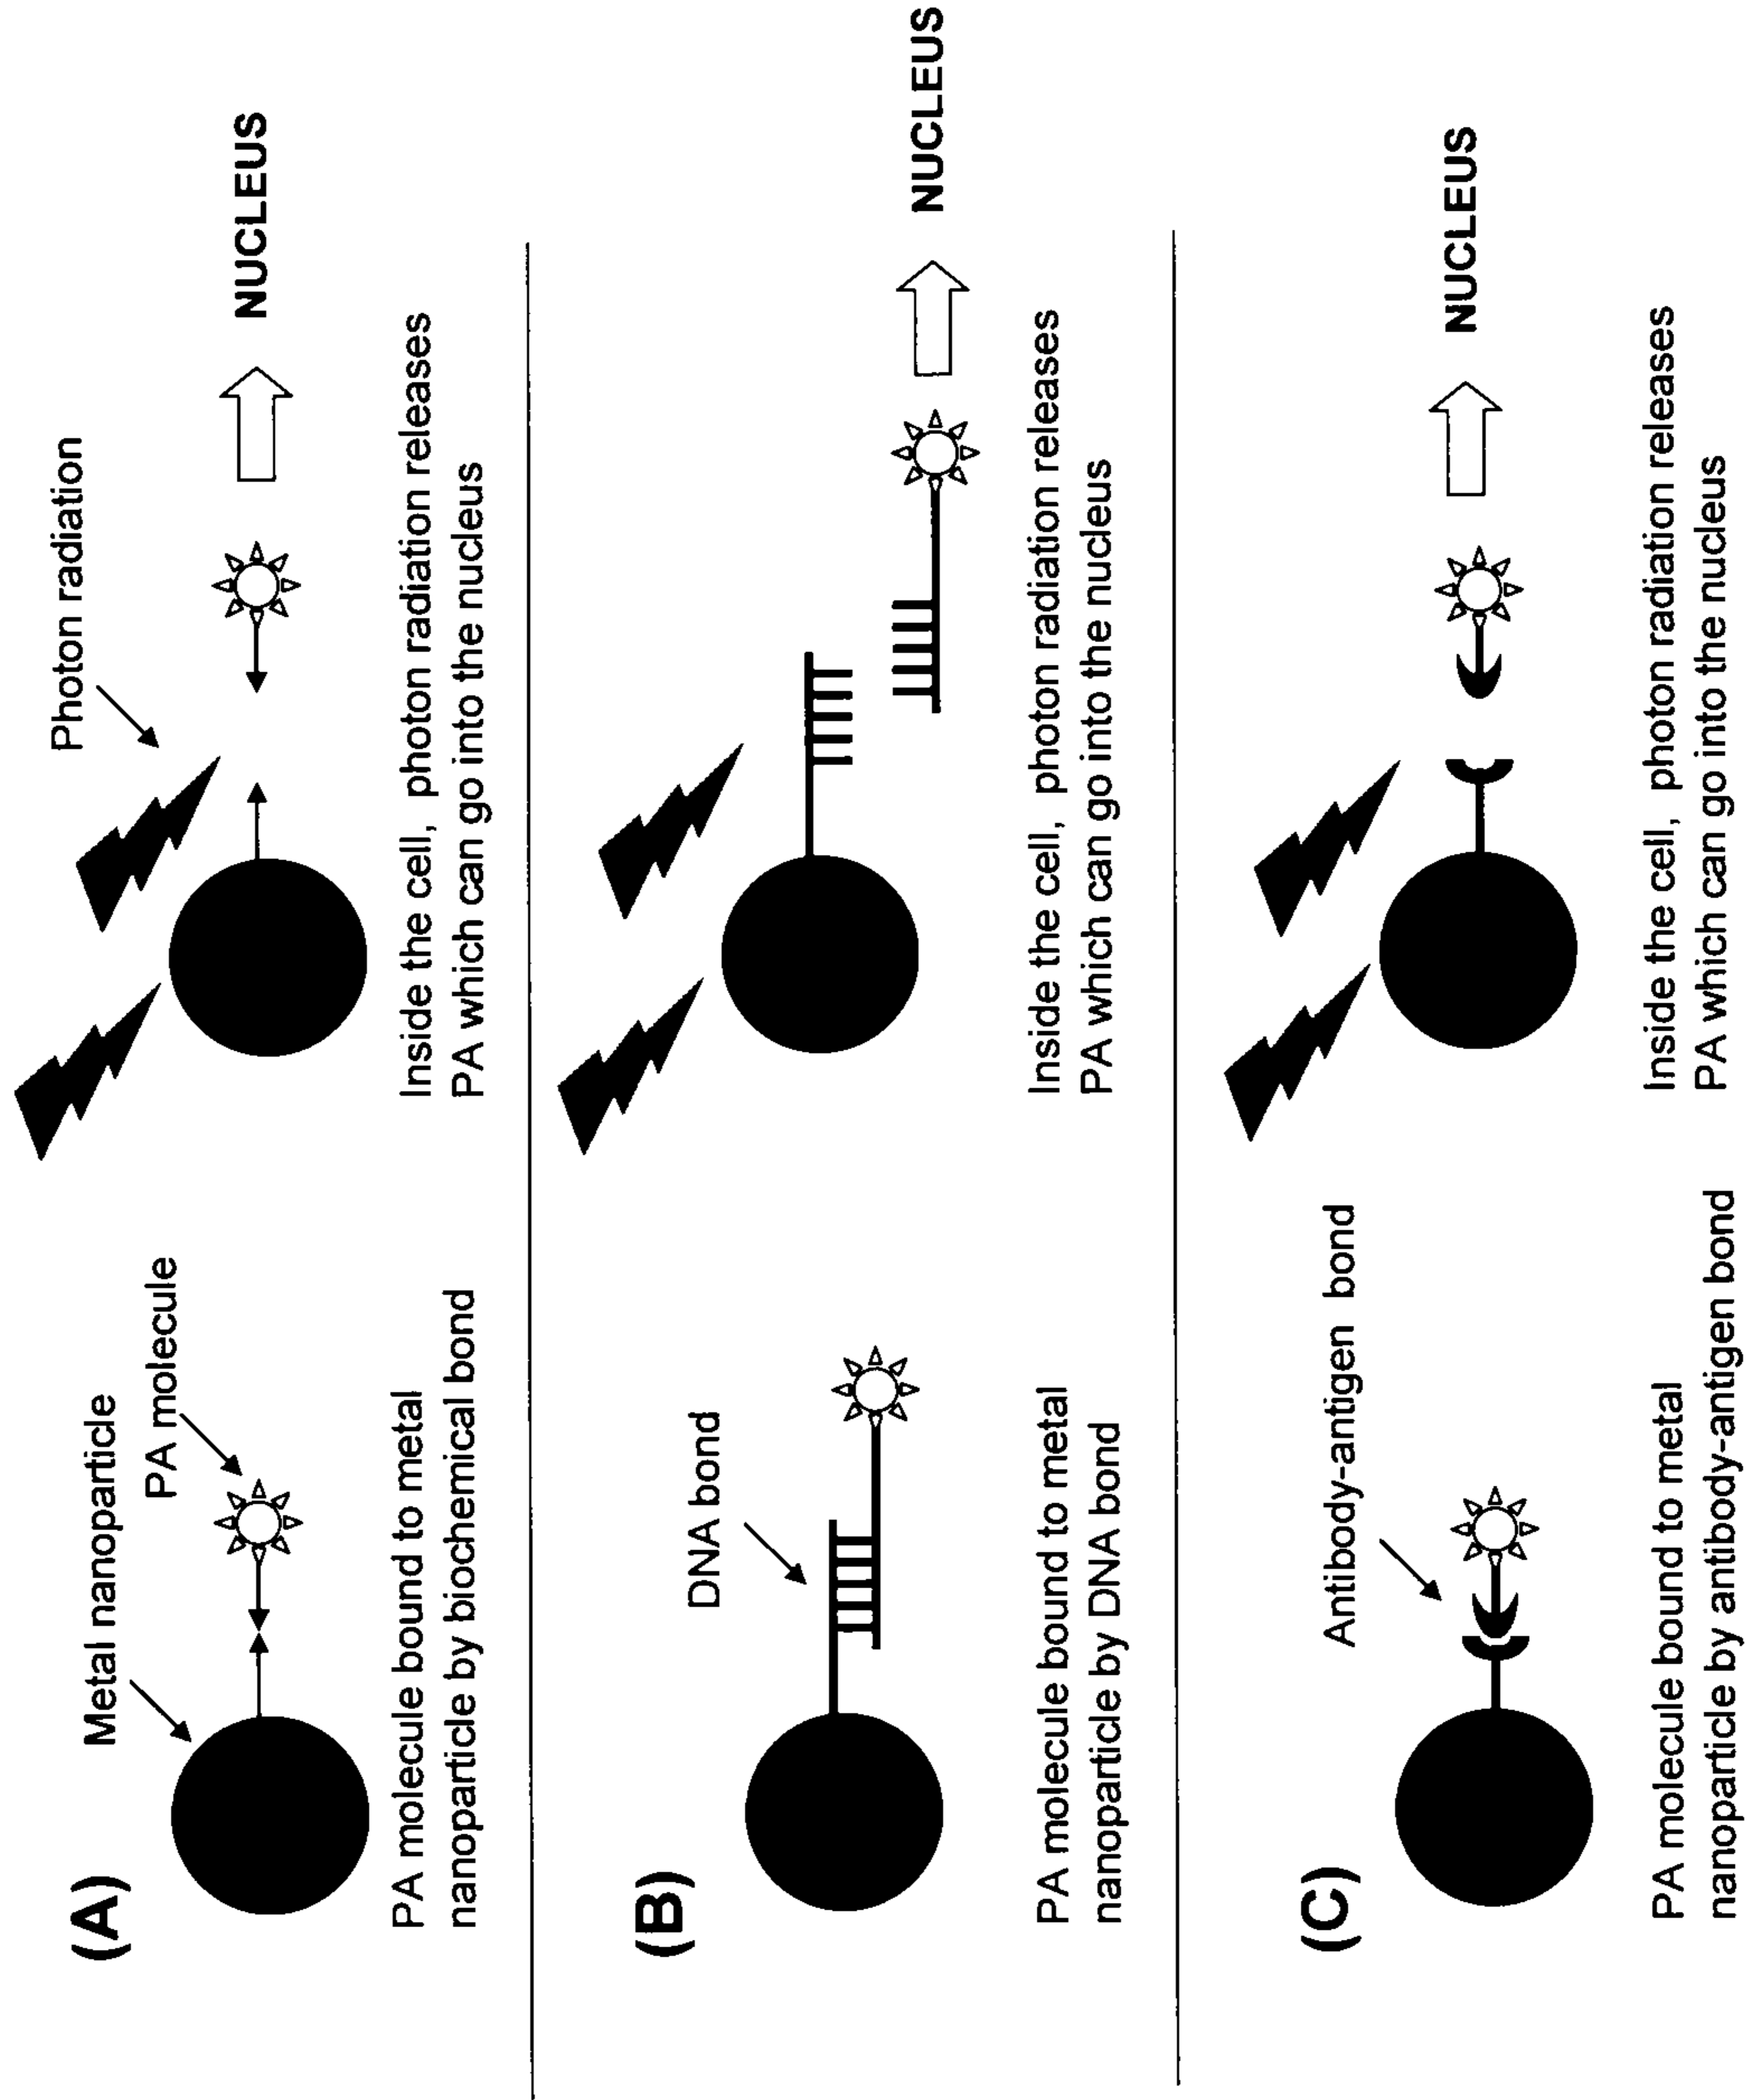 (A)
Metal nanoparticle
PA molecule
PA molecule bound to metal
nanoparticle by biochemical bond
Photon radiation
NUCLEUS
Inside the cell, photon radiation releases
PA which can go into the nucleus
(B)
DNA bond
PA molecule bound to metal
nanoparticle by DNA bond
NUCLEUS
Inside the cell, photon radiation releases
PA which can go into the nucleus
(C)
Antibody-antigen bond
PA molecule bound to metal
nanoparticle by antibody-antigen bond
NUCLEUS
Inside the cell, photon radiation releases
PA which can go into the nucleus